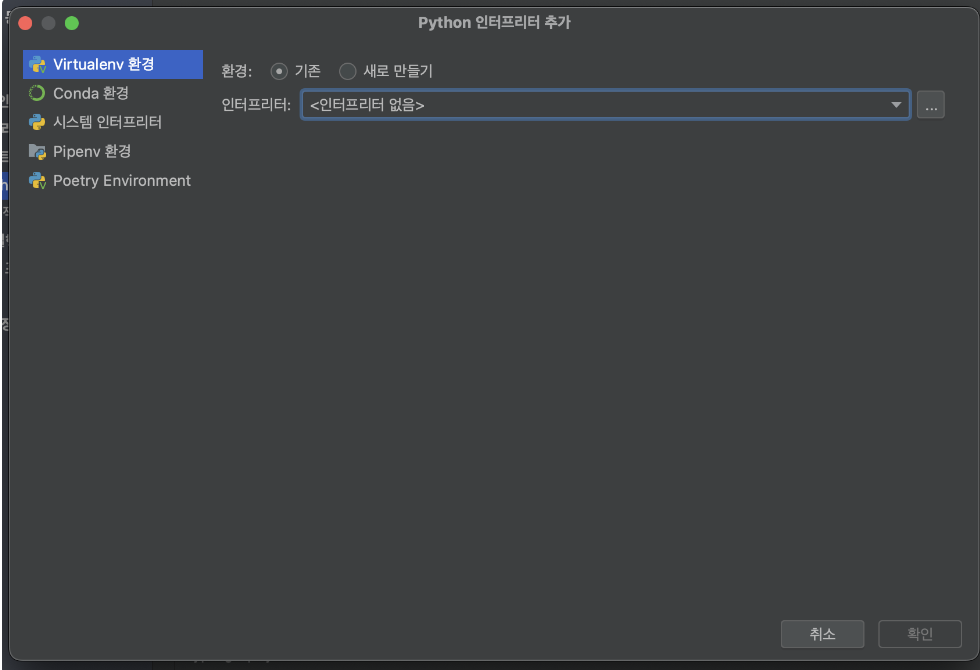 Python 인터프리터 추가
Virtualenv 환경
Conda 환경
시스템 인터프리터
Pipenv 환경
Poetry Environment
환경: 기존 새로 만들기
인터프리터: <인터프리터 없음> ...
취소 확인